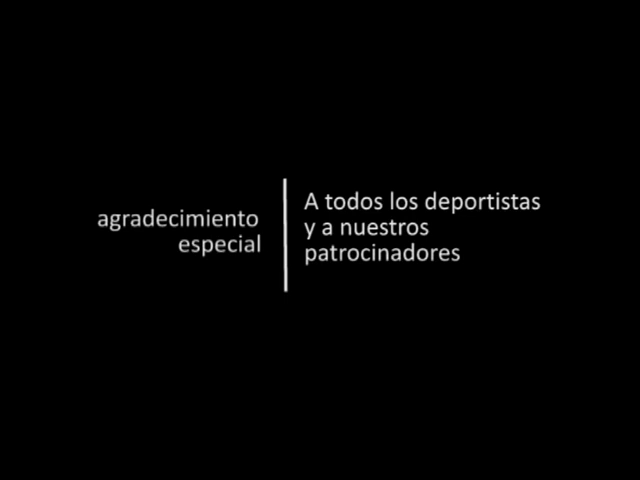 agradecimiento
especial
A todos los deportistas
y a nuestros
patrocinadores